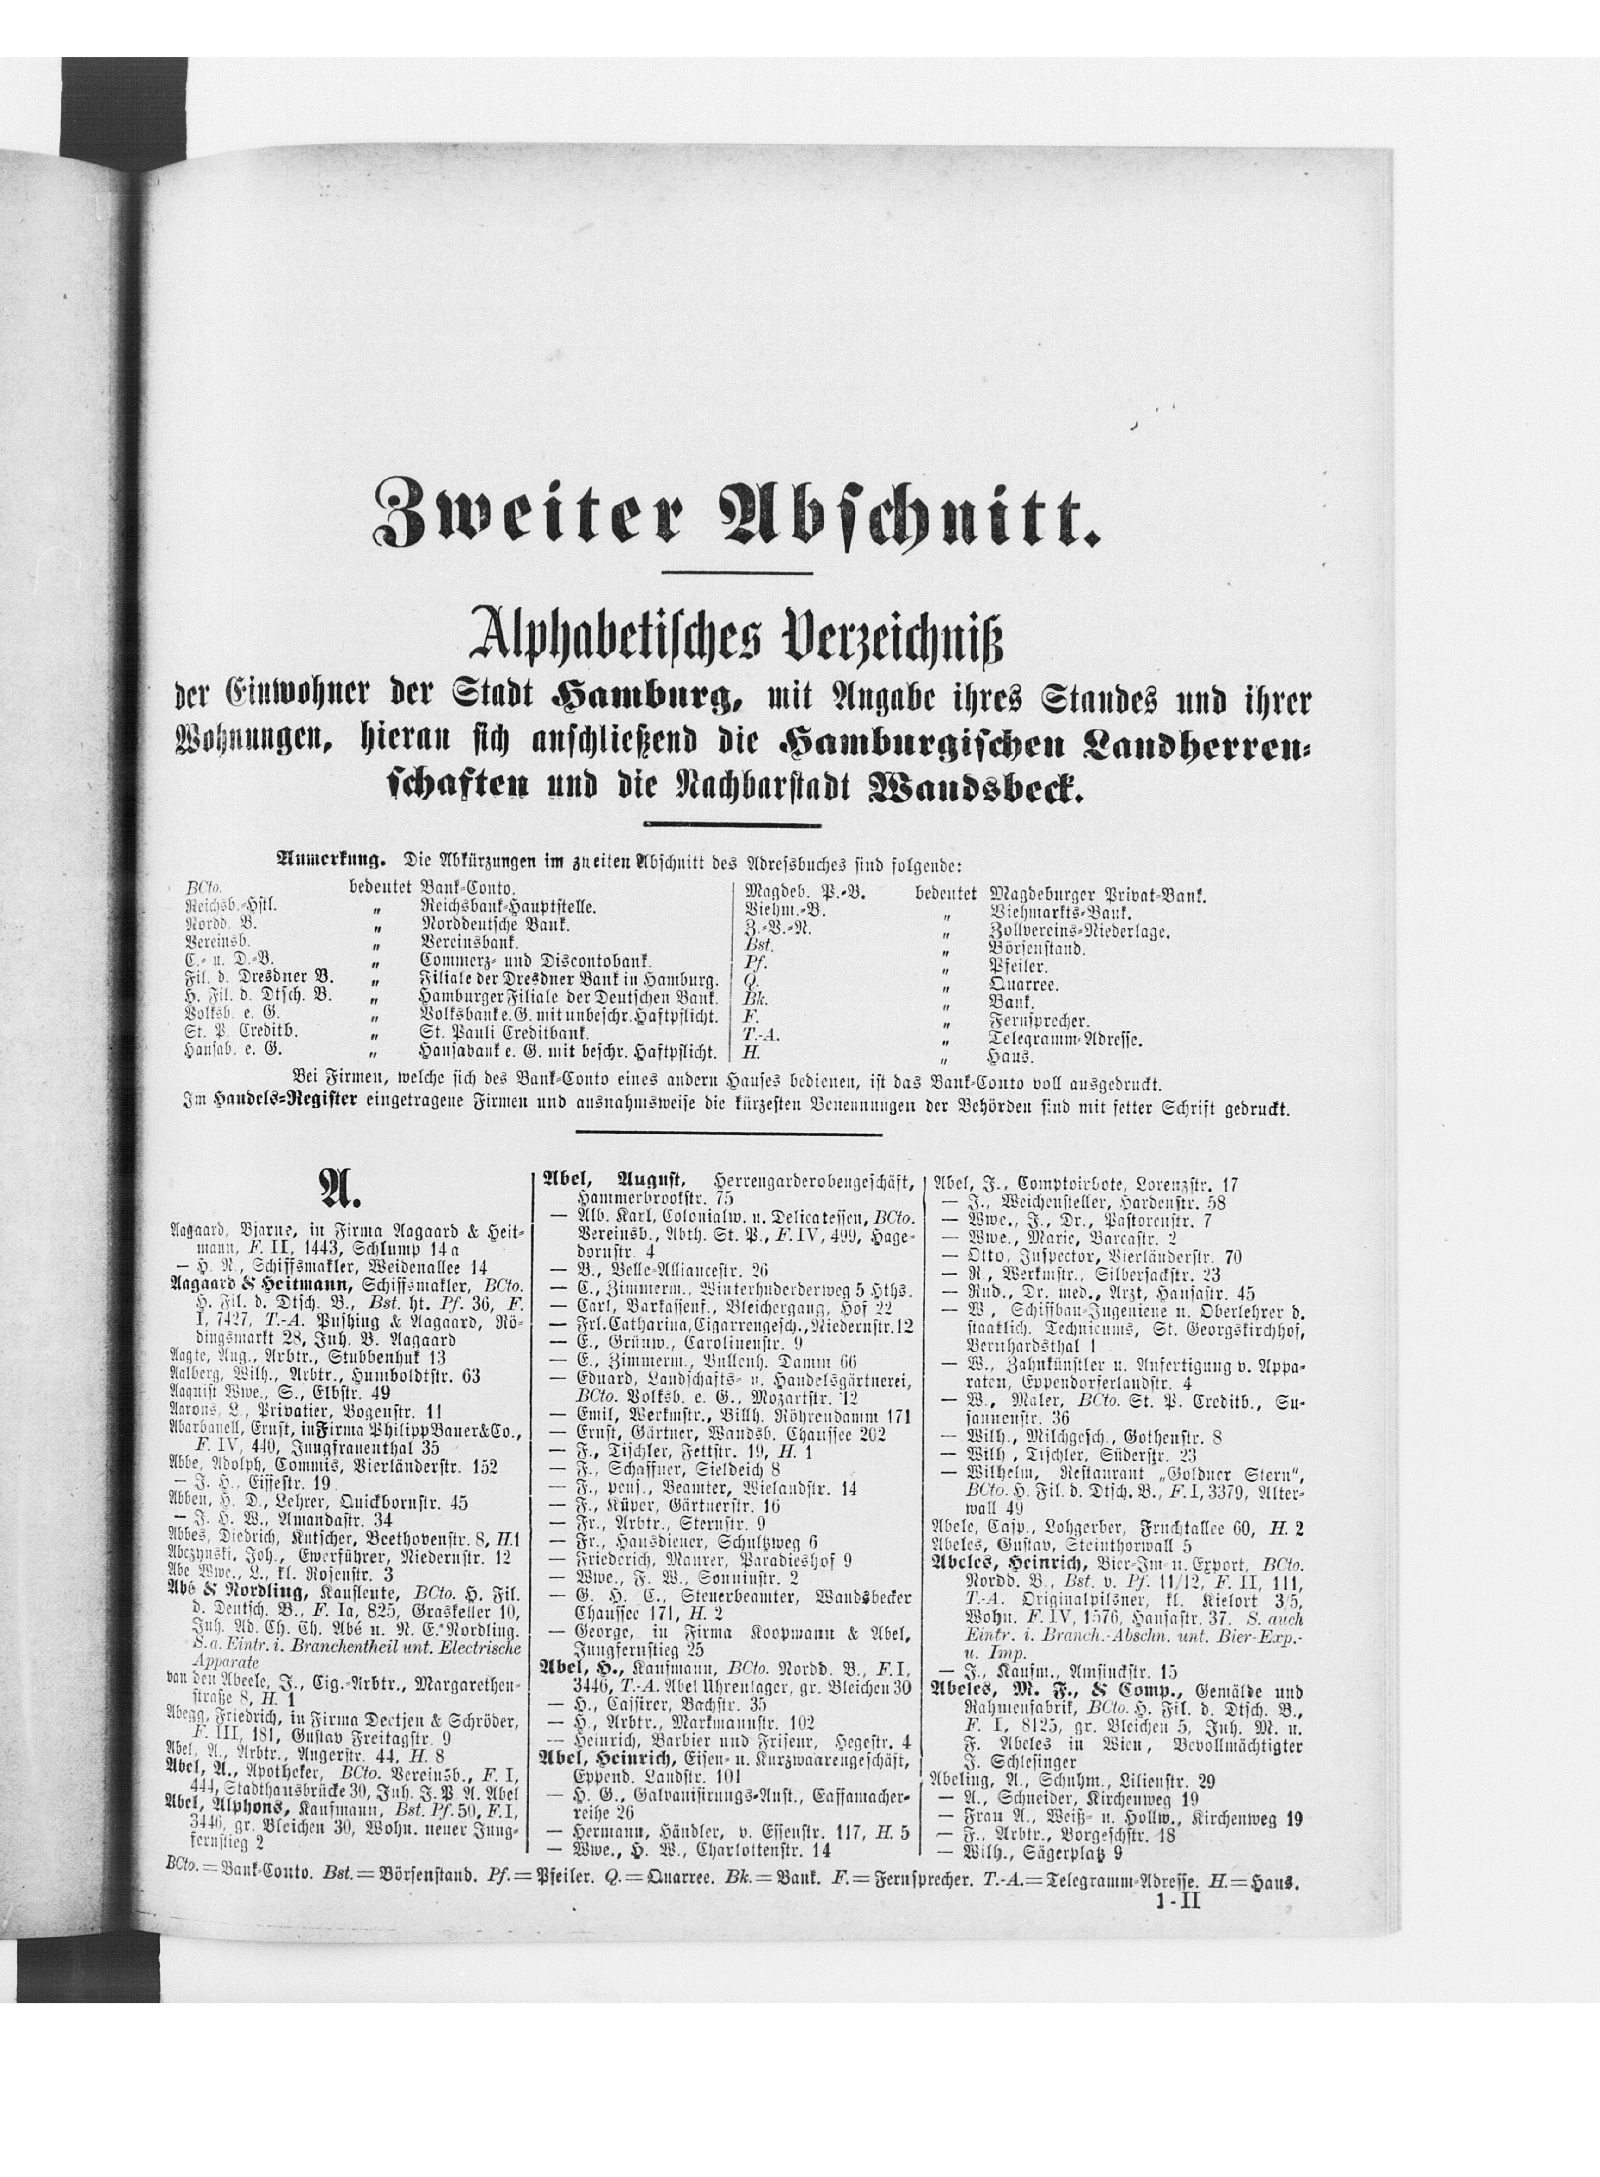 Zweiter Abschnitt.
Alphabetisches Verzeichniß
der Einwohner der Stadt Hamburg, mit Angabe ihres Standes und ihrer
Wohnungen, hieran sich anschließend die Hamburgischen Landherren-
schaften und die Nachbarstadt Wandsbeck.
Anmerkung. Die Abkürzungen im zweiten Abschnitt des Adreßbuches sind folgende:
BCto. bedeutet Bank-Conto.
Reichsb.-Hstl. „ Reichsbank-Hauptstelle.
Nordd. B. „ Norddeutsche Bank.
Vereinsb. „ Vereinsbank.
C.- u. D.-B. „ Commerz- und Discontobank.
Fil. d. Dresdner B. „ Filiale der Dresdner Bank in Hamburg.
H. Fil. d. Dtsch. B. „ Hamburger Filiale der Deutschen Bank.
Volksb. e. G. „ Volksbank e. G. mit unbeschr. Haftpflicht.
St. P. Creditb. „ St. Pauli Creditbank.
Hansab. e. G. „ Hansabank e. G. mit beschr. Haftpflicht.
Magdeb. P.-B. bedeutet Magdeburger Privat-Bank.
Viehm.-B. „ Viehmarkts-Bank.
Z.-V.-N. „ Zollvereins-Niederlage.
Bst. „ Börsenstand.
Pf. „ Pfeiler.
Q. „ Quarree.
Bk. „ Bank.
F. „ Fernsprecher.
T.-A. „ Telegramm-Adresse.
H. „ Haus.
Bei Firmen, welche sich des Bank-Conto eines andern Hauses bedienen, ist das Bank-Conto voll ausgedruckt.
Im Handels-Register eingetragene Firmen und ausnahmsweise die kürzesten Benennungen der Behörden sind mit fetter Schrift gedruckt.
A.
Aagaard, Bjarne, in Firma Aagaard & Heit-
mann, F. II, 1443, Schlump 14 a
— H. N., Schiffsmakler, Weidenallee 14
Aagaard & Heitmann, Schiffsmakler, BCto.
H. Fil. d. Dtsch. B., Bst. ht. Pf. 36, F.
I, 7427, T.-A. Pushing & Aagaard, Rö-
dingsmarkt 28, Inh. B. Aagaard
Aagte, Aug., Arbtr., Stubbenhuk 13
Aalberg, Wilh., Arbtr., Humboldtstr. 63
Aaquist Wwe., S., Elbstr. 49
Aarons, L., Privatier, Bogenstr. 11
Abarbanell, Ernst, in Firma Philipp Bauer & Co.,
F. IV, 440, Jungfrauenthal 35
Abbe, Adolph, Commis, Vierländerstr. 152
— J. H., Eiffestr. 19
Abben, H. D., Lehrer, Quickbornstr. 45
— J. H. W., Amandastr. 34
Abbes, Diedrich, Kutscher, Beethovenstr. 8, H.1
Abczynski, Joh., Ewerführer, Niedernstr. 12
Abe Wwe., L., kl. Rosenstr. 3
Abé & Nordling, Kaufleute, BCto. H. Fil.
d. Deutsch. B., F. Ia, 825, Graskeller 10,
Inh. Ad. Ch. Th. Abé u. N. E. Nordling.
S. a. Eintr. i. Branchentheil unt. Electrische
Apparate
van den Abeele, J., Cig.-Arbtr., Margarethen-
straße 8, H. 1
Abegg, Friedrich, in Firma Deetjen & Schröder,
F. III, 181, Gustav Freitagstr. 9
Abel, A., Arbtr., Angerstr. 44, H. 8
Abel, A., Apotheker, BCto. Vereinsb., F. I,
444, Stadthausbrücke 30, Inh. J. P. A. Abel
Abel, Alphons, Kaufmann, Bst. Pf. 50, F. I,
3446, gr. Bleichen 30, Wohn. neuer Jung-
fernstieg 2
Abel, August, Herrengarderobengeschäft,
Hammerbrookstr. 75
— Alb. Karl, Colonialw. u. Delicatessen, BCto.
Vereinsb., Abth. St. P., F. IV, 499, Hage-
dornstr. 4
— B., Belle-Alliancestr. 26
— C., Zimmerm., Winterhuderderweg 5 Hths.
— Carl, Barkassenf., Bleichergang, Hof 22
— Frl. Catharina, Cigarrengesch., Niedernstr. 12
— E., Grünw., Carolinenstr. 9
— E., Zimmerm., Bullenh. Damm 66
— Eduard, Landschafts- u. Handelsgärtnerei,
BCto. Volksb. e. G., Mozartstr. 12
— Emil, Werkmstr., Billh. Röhrendamm 171
— Ernst, Gärtner, Wandsb. Chaussee 202
— F., Tischler, Fettstr. 19, H. 1
— F., Schaffner, Sieldeich 8
— F., pens., Beamter, Wielandstr. 14
— F., Küper, Gärtnerstr. 16
— Fr., Arbtr., Sternstr. 9
— Fr., Hausdiener, Schultzweg 6
— Friederich, Maurer, Paradieshof 9
— Wwe., F. W., Sonninstr. 2
— G. H. C., Steuerbeamter, Wandsbecker
Chaussee 171, H. 2
— George, in Firma Koopmann & Abel,
Jungfernstieg 25
Abel, H., Kaufmann, BCto. Nordd. B., F. I,
3446, T.-A. Abel Uhrenlager, gr. Bleichen 30
— H., Cassirer, Bachstr. 35
— H., Arbtr., Markmannstr. 102
— Heinrich, Barbier und Friseur, Hegestr. 4
Abel, Heinrich, Eisen- u. Kurzwaarengeschäft,
Eppend. Landstr. 101
— H. G., Galvanisirungs-Anst., Caffamacher-
reihe 26
— Hermann, Händler, v. Essenstr. 117, H. 5
— Wwe., H. W., Charlottenstr. 14
Abel, J., Comptoirbote, Lorenzstr. 17
— J., Weichensteller, Hardenstr. 58
— Wwe., J., Dr., Pastorenstr. 7
— Wwe., Marie, Barcastr. 2
— Otto, Inspector, Vierländerstr. 70
— R., Werkmstr., Silbersackstr. 23
— Rud., Dr. med., Arzt, Hansastr. 45
— W., Schiffbau-Ingenieur u. Oberlehrer d.
staatlich. Technicums, St. Georgskirchhof,
Bernhardsthal 1
— W., Zahnkünstler u. Anfertigung v. Appa-
raten, Eppendorferlandstr. 4
— W., Maler, BCto. St. P. Creditb., Su-
sannenstr. 36
— Wilh., Milchgesch., Gothenstr. 8
— Wilh., Tischler, Süderstr. 23
— Wilhelm, Restaurant „Goldner Stern“,
BCto. H. Fil. d. Dtsch. B., F. I, 3379, Alter-
wall 49
Abele, Casp., Lohgerber, Fruchtallee 60, H. 2
Abeles, Gustav, Steinthorwall 5
Abeles, Heinrich, Bier-Im- u. Export, BCto.
Nordd. B., Bst. v. Pf. 11/12, F. II, 111,
T.-A. Originalpilsner, kl. Kielort 3/5,
Wohn. F. IV, 1576, Hansastr. 37. S. auch
Eintr. i. Branch.-Abschn. unt. Bier-Exp.-
u. Imp.
— J., Kaufm., Amsinckstr. 15
Abeles, M. F., & Comp., Gemälde und
Rahmenfabrik, BCto. H. Fil. d. Dtsch. B.,
F. I, 8125, gr. Bleichen 5, Inh. M. u.
F. Abeles in Wien, Bevollmächtigter
J. Schlesinger
Abeling, A., Schuhm., Lilienstr. 29
— A., Schneider, Kirchenweg 19
— Frau A., Weiß- u. Hollw., Kirchenweg 19
— F., Arbtr., Borgeschstr. 18
— Wilh., Sägerplatz 9
BCto. = Bank-Conto. Bst. = Börsenstand. Pf. = Pfeiler. Q. = Quarree. Bk. = Bank. F. = Fernsprecher. T.-A. = Telegramm-Adresse. H. = Haus.
1 - II